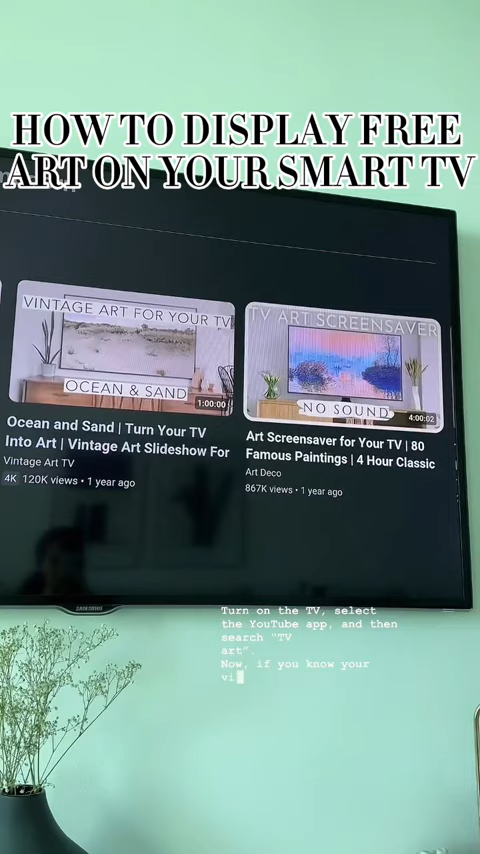 HOW TO DISPLAY FREE
ART ON YOUR SMART TV
VINTAGE ART FOR YOUR TV
OCEAN & SAND
1:00:00
Ocean and Sand | Turn Your TV
Into Art | Vintage Art Slideshow For
Vintage Art TV
4K 120K views • 1 year ago
TV ART SCREENSAVER
NO SOUND
4:00:02
Art Screensaver for Your TV | 80
Famous Paintings | 4 Hour Classic
Art Deco
867K views • 1 year ago
SAMSUNG
Turn on the TV, select
the YouTube app, and then
search "TV
art".
Now, if you know your
vi